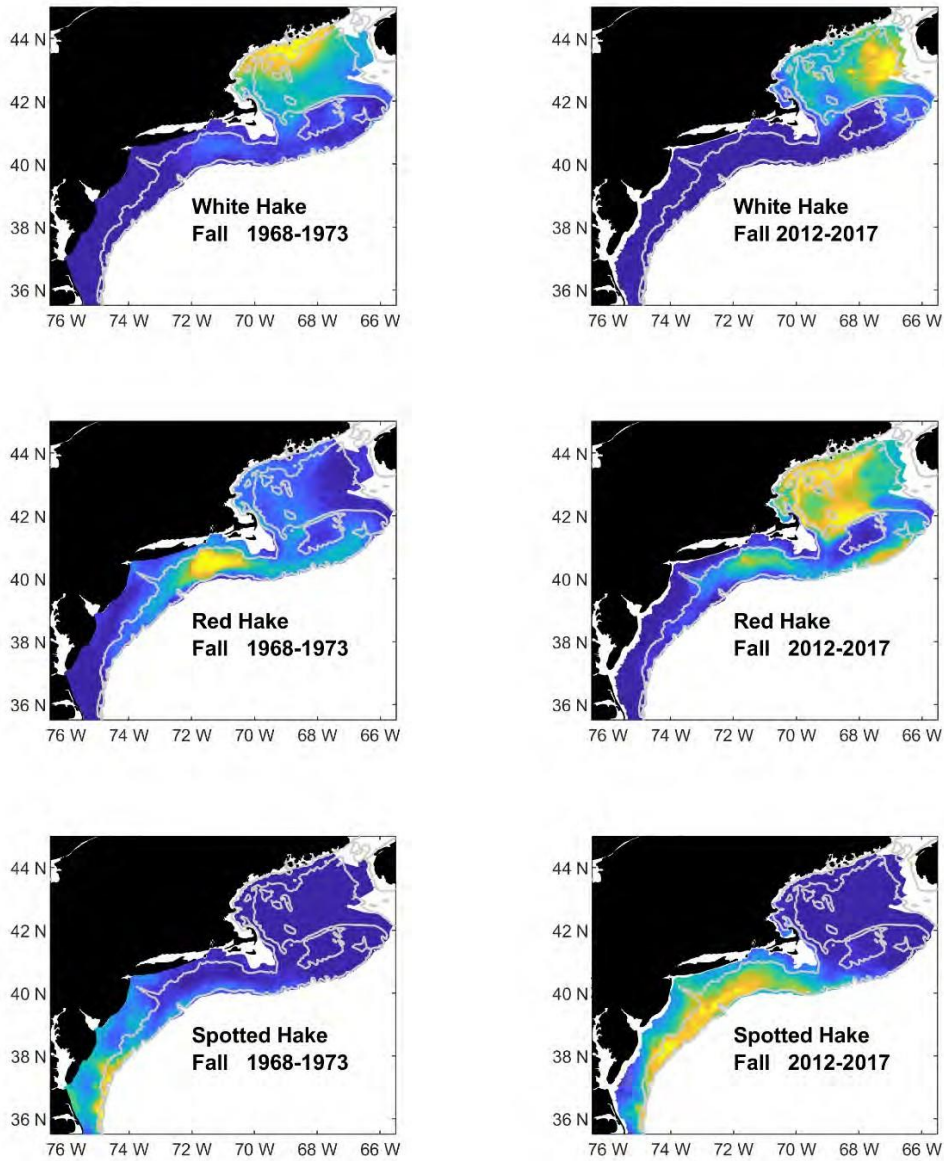 44 N
42 N
40 N
38 N
36 N
White Hake
Fall 1968-1973
76 W 74 W 72 W 70 W 68 W 66 W
44 N
42 N
40 N
38 N
36 N
White Hake
Fall 2012-2017
76 W 74 W 72 W 70 W 68 W 66 W
44 N
42 N
40 N
38 N
36 N
Red Hake
Fall 1968-1973
76 W 74 W 72 W 70 W 68 W 66 W
44 N
42 N
40 N
38 N
36 N
Red Hake
Fall 2012-2017
76 W 74 W 72 W 70 W 68 W 66 W
44 N
42 N
40 N
38 N
36 N
Spotted Hake
Fall 1968-1973
76 W 74 W 72 W 70 W 68 W 66 W
44 N
42 N
40 N
38 N
36 N
Spotted Hake
Fall 2012-2017
76 W 74 W 72 W 70 W 68 W 66 W